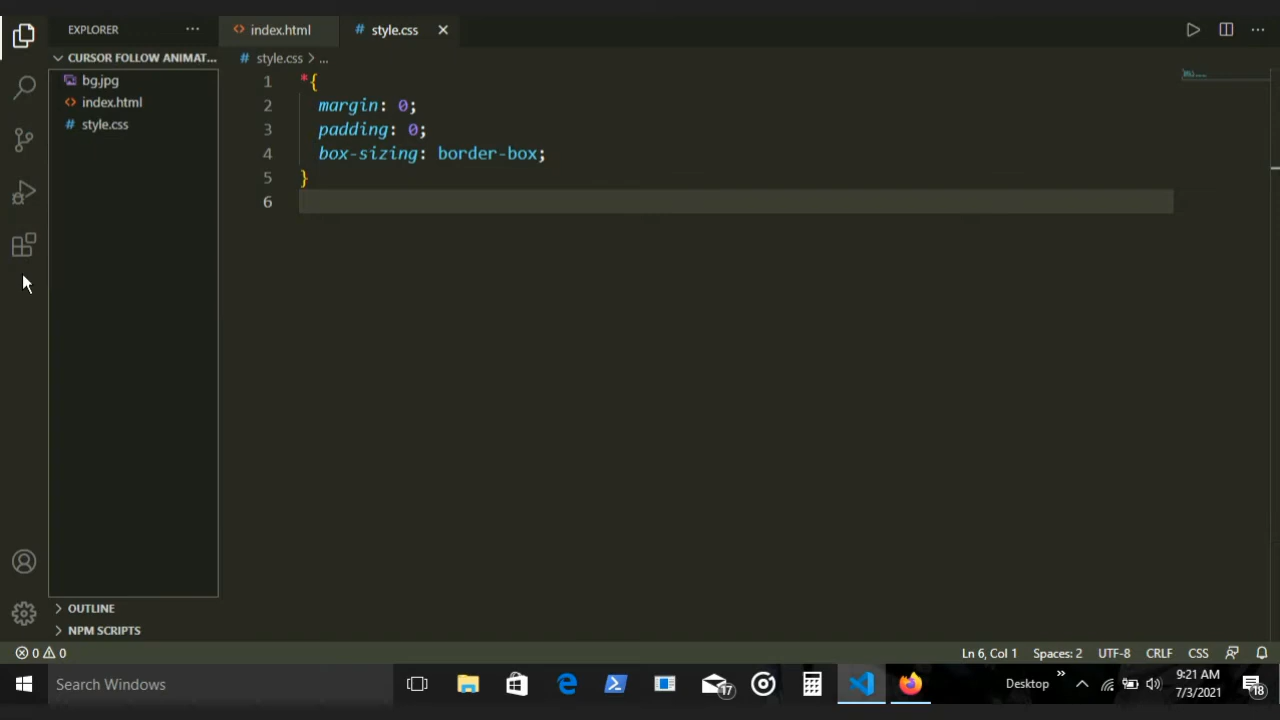 EXPLORER
CURSOR FOLLOW ANIMAT...
bg.jpg
index.html
style.css
OUTLINE
NPM SCRIPTS
index.html
style.css
style.css > ...
1 *{
2 margin: 0;
3 padding: 0;
4 box-sizing: border-box;
5 }
6
0 0
Ln 6, Col 1 Spaces: 2 UTF-8 CRLF CSS
Search Windows
17
Desktop
9:21 AM
7/3/2021
18